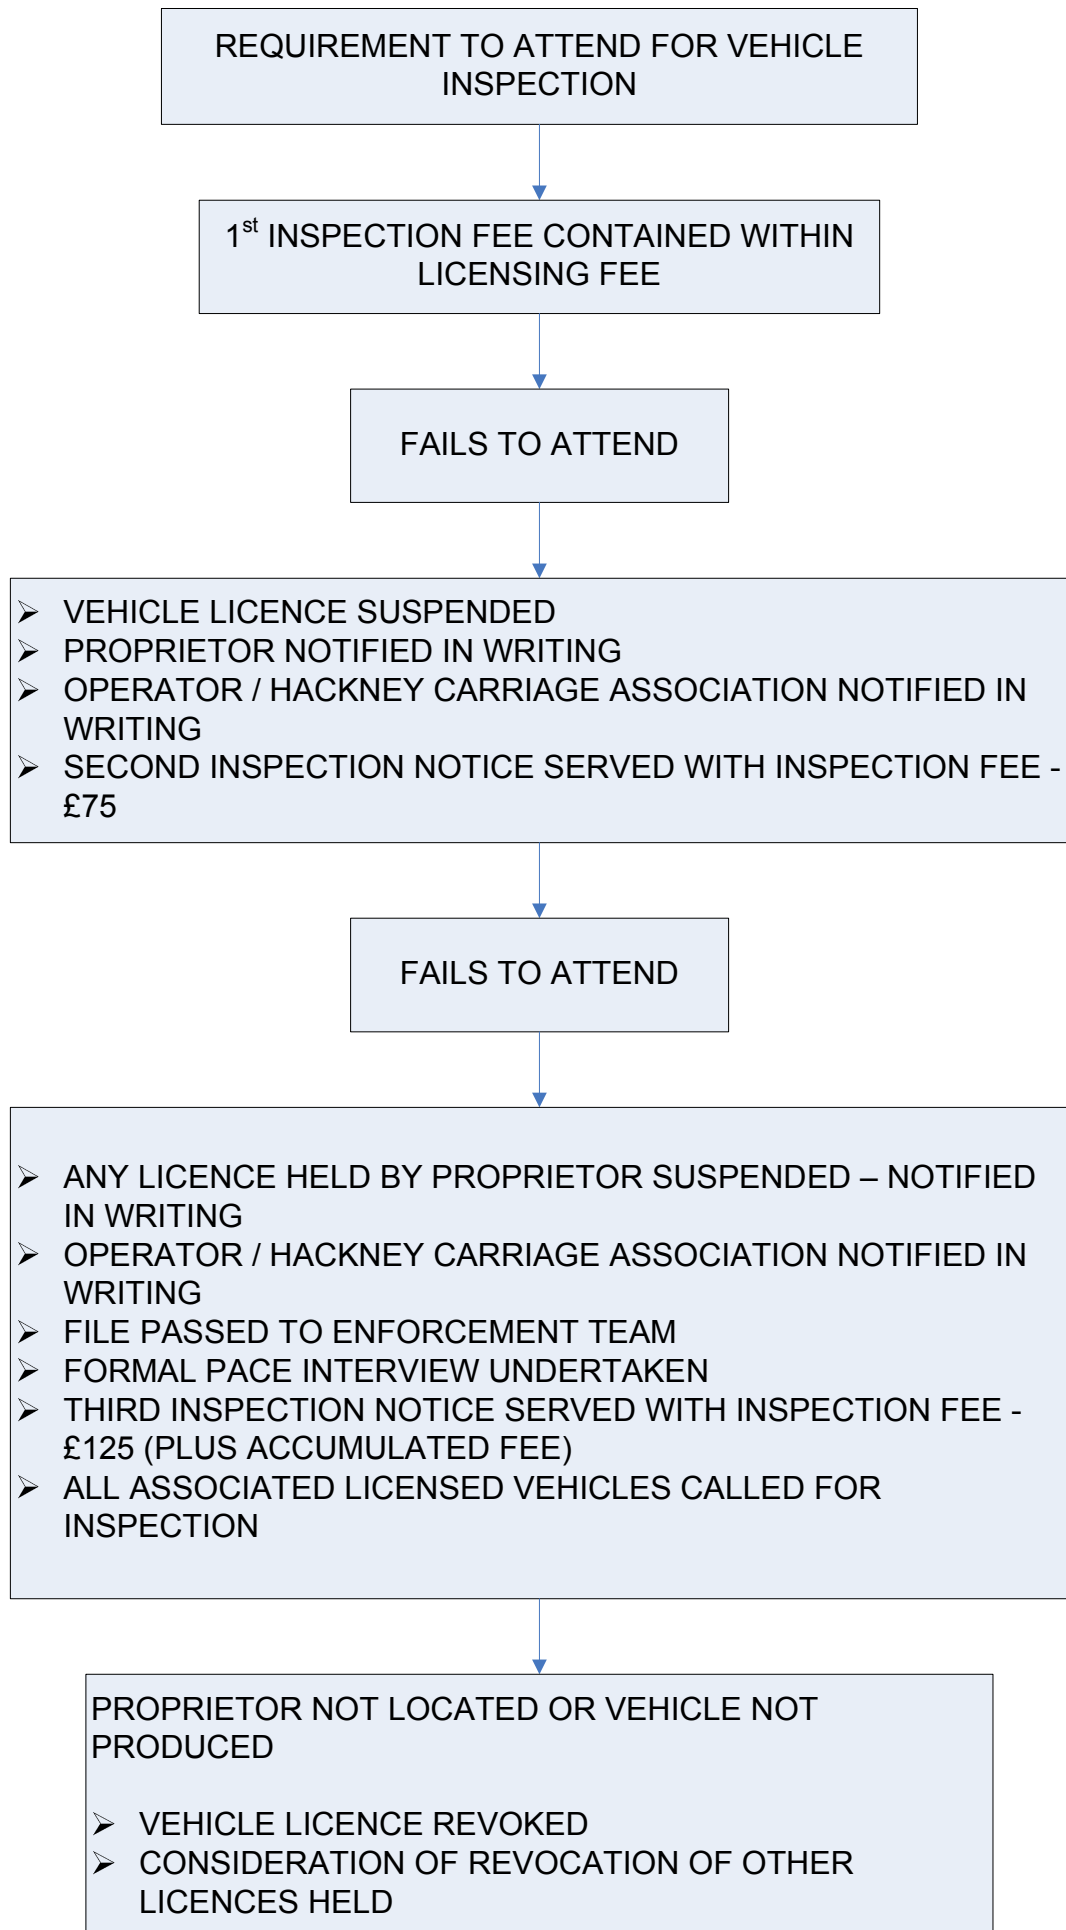 REQUIREMENT TO ATTEND FOR VEHICLE
INSPECTION
1st INSPECTION FEE CONTAINED WITHIN
LICENSING FEE
FAILS TO ATTEND
➢ VEHICLE LICENCE SUSPENDED
➢ PROPRIETOR NOTIFIED IN WRITING
➢ OPERATOR / HACKNEY CARRIAGE ASSOCIATION NOTIFIED IN
WRITING
➢ SECOND INSPECTION NOTICE SERVED WITH INSPECTION FEE -
£75
FAILS TO ATTEND
➢ ANY LICENCE HELD BY PROPRIETOR SUSPENDED – NOTIFIED
IN WRITING
➢ OPERATOR / HACKNEY CARRIAGE ASSOCIATION NOTIFIED IN
WRITING
➢ FILE PASSED TO ENFORCEMENT TEAM
➢ FORMAL PACE INTERVIEW UNDERTAKEN
➢ THIRD INSPECTION NOTICE SERVED WITH INSPECTION FEE -
£125 (PLUS ACCUMULATED FEE)
➢ ALL ASSOCIATED LICENSED VEHICLES CALLED FOR
INSPECTION
PROPRIETOR NOT LOCATED OR VEHICLE NOT
PRODUCED
➢ VEHICLE LICENCE REVOKED
➢ CONSIDERATION OF REVOCATION OF OTHER
LICENCES HELD